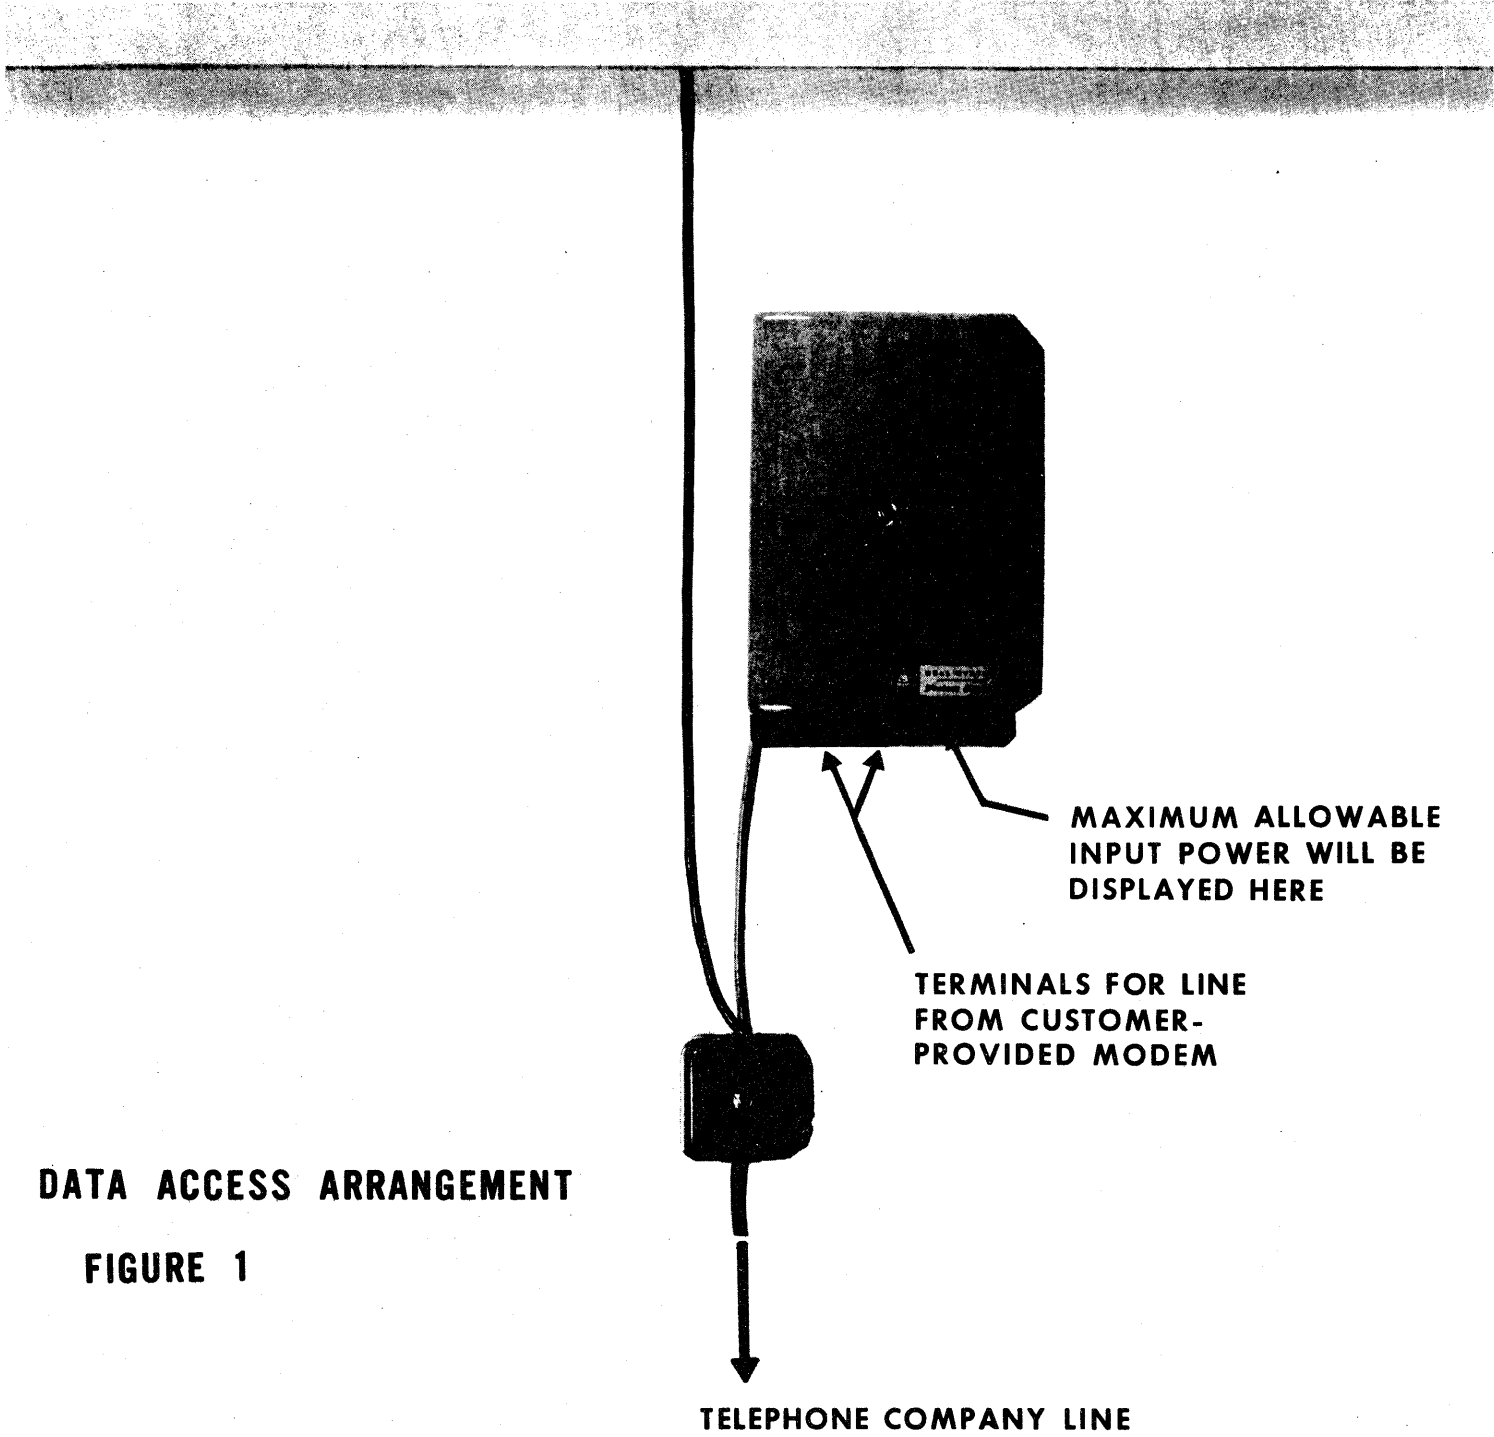 MAXIMUM ALLOWABLE
INPUT POWER WILL BE
DISPLAYED HERE
TERMINALS FOR LINE
FROM CUSTOMER-
PROVIDED MODEM
DATA ACCESS ARRANGEMENT
FIGURE 1
TELEPHONE COMPANY LINE